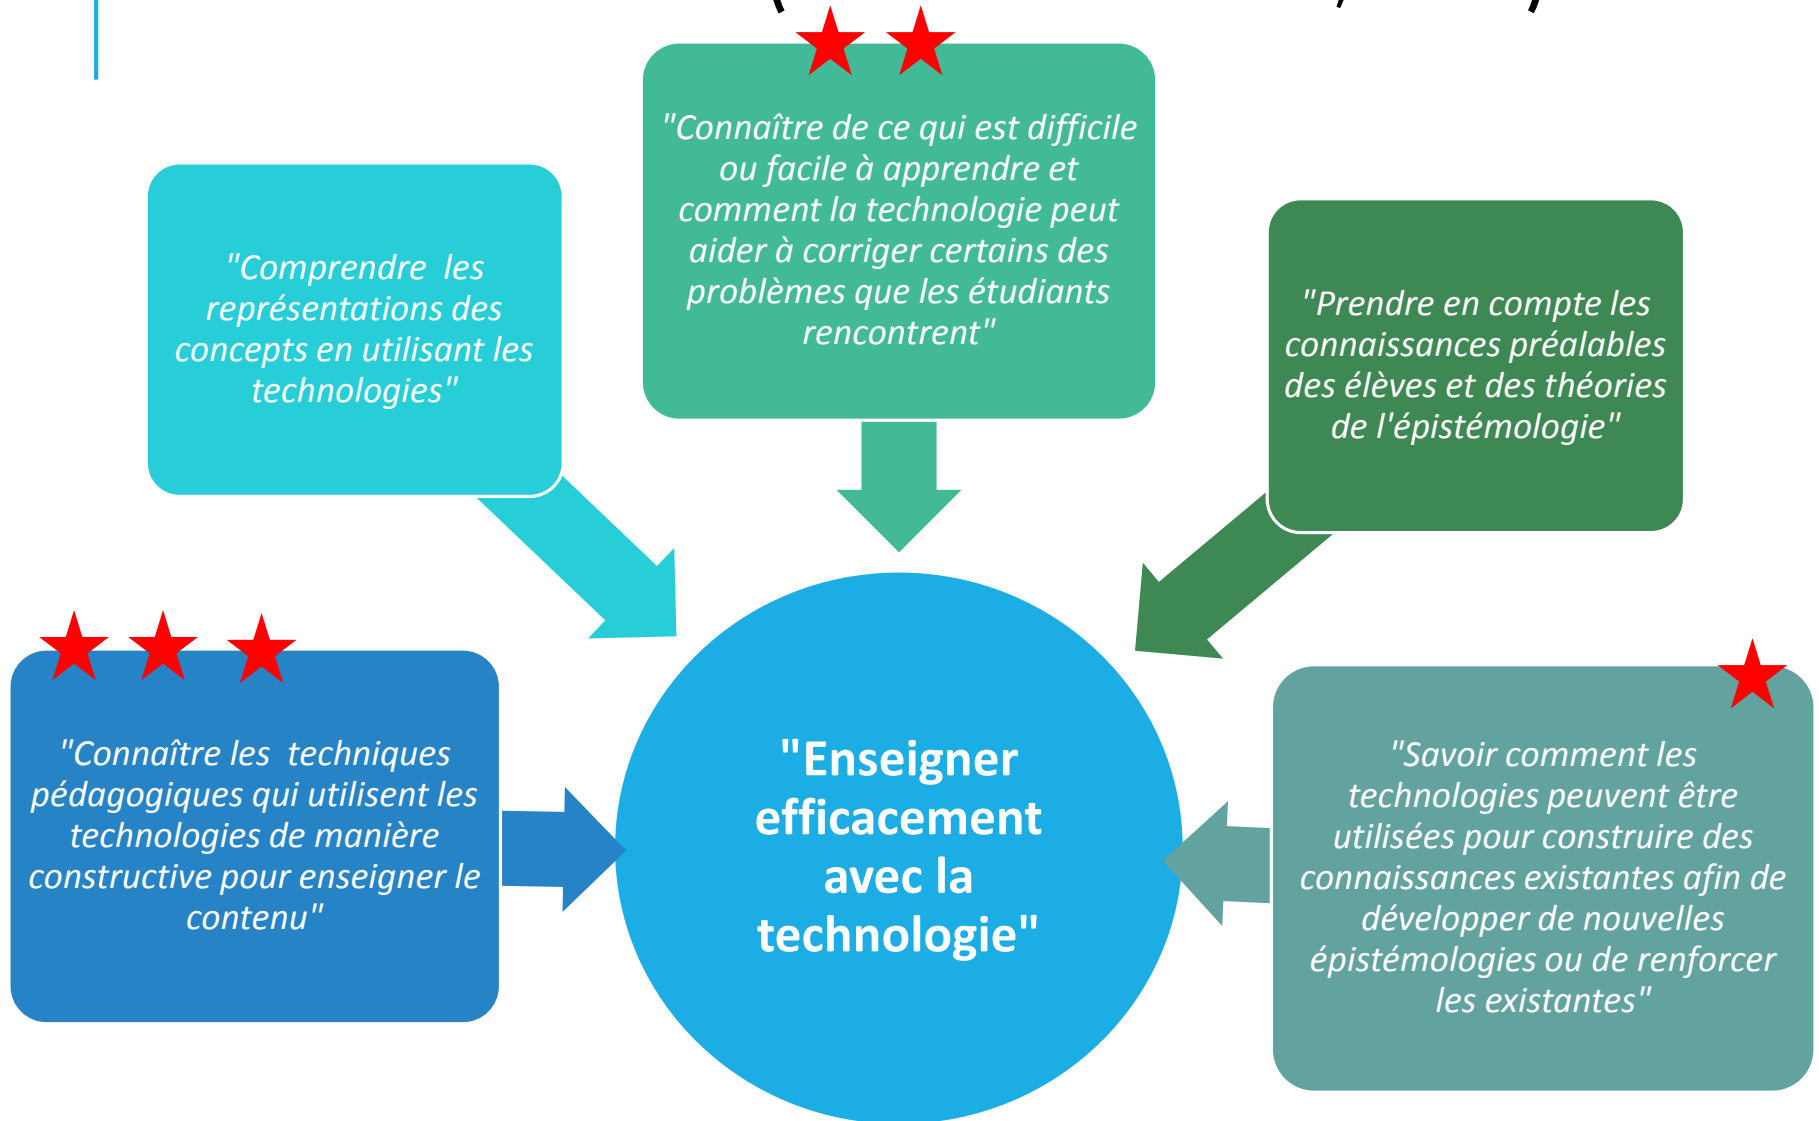 "Connaître de ce qui est difficile
ou facile à apprendre et
comment la technologie peut
aider à corriger certains des
problèmes que les étudiants
rencontrent"
"Comprendre  les
représentations des
concepts en utilisant les
technologies"
"Prendre en compte les
connaissances préalables
des élèves et des théories
de l'épistémologie"
"Connaître les  techniques
pédagogiques qui utilisent les
technologies de manière
constructive pour enseigner le
contenu"
"Enseigner
efficacement
avec la
technologie"
"Savoir comment les
technologies peuvent être
utilisées pour construire des
connaissances existantes afin de
développer de nouvelles
épistémologies ou de renforcer
les existantes"